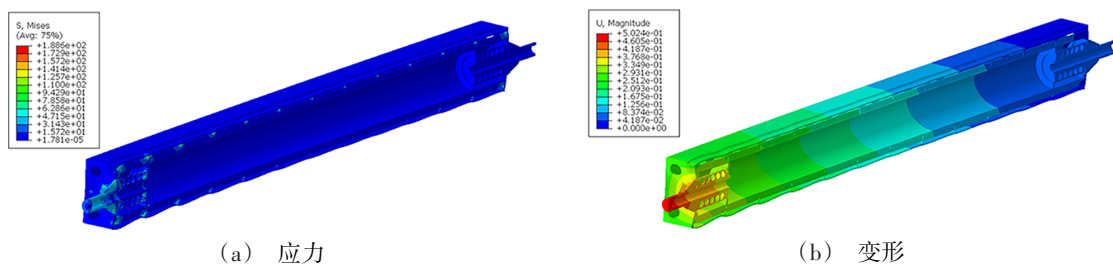 S, Mises
(Avg: 75%)
+1.886e+02
+1.729e+02
+1.572e+02
+1.414e+02
+1.257e+02
+1.100e+02
+9.429e+01
+7.858e+01
+6.286e+01
+4.715e+01
+3.143e+01
+1.572e+01
+1.781e-05
U, Magnitude
+5.024e-01
+4.605e-01
+4.187e-01
+3.768e-01
+3.349e-01
+2.931e-01
+2.512e-01
+2.093e-01
+1.675e-01
+1.256e-01
+8.374e-02
+4.187e-02
+0.000e+00
(a) 应力
(b) 变形